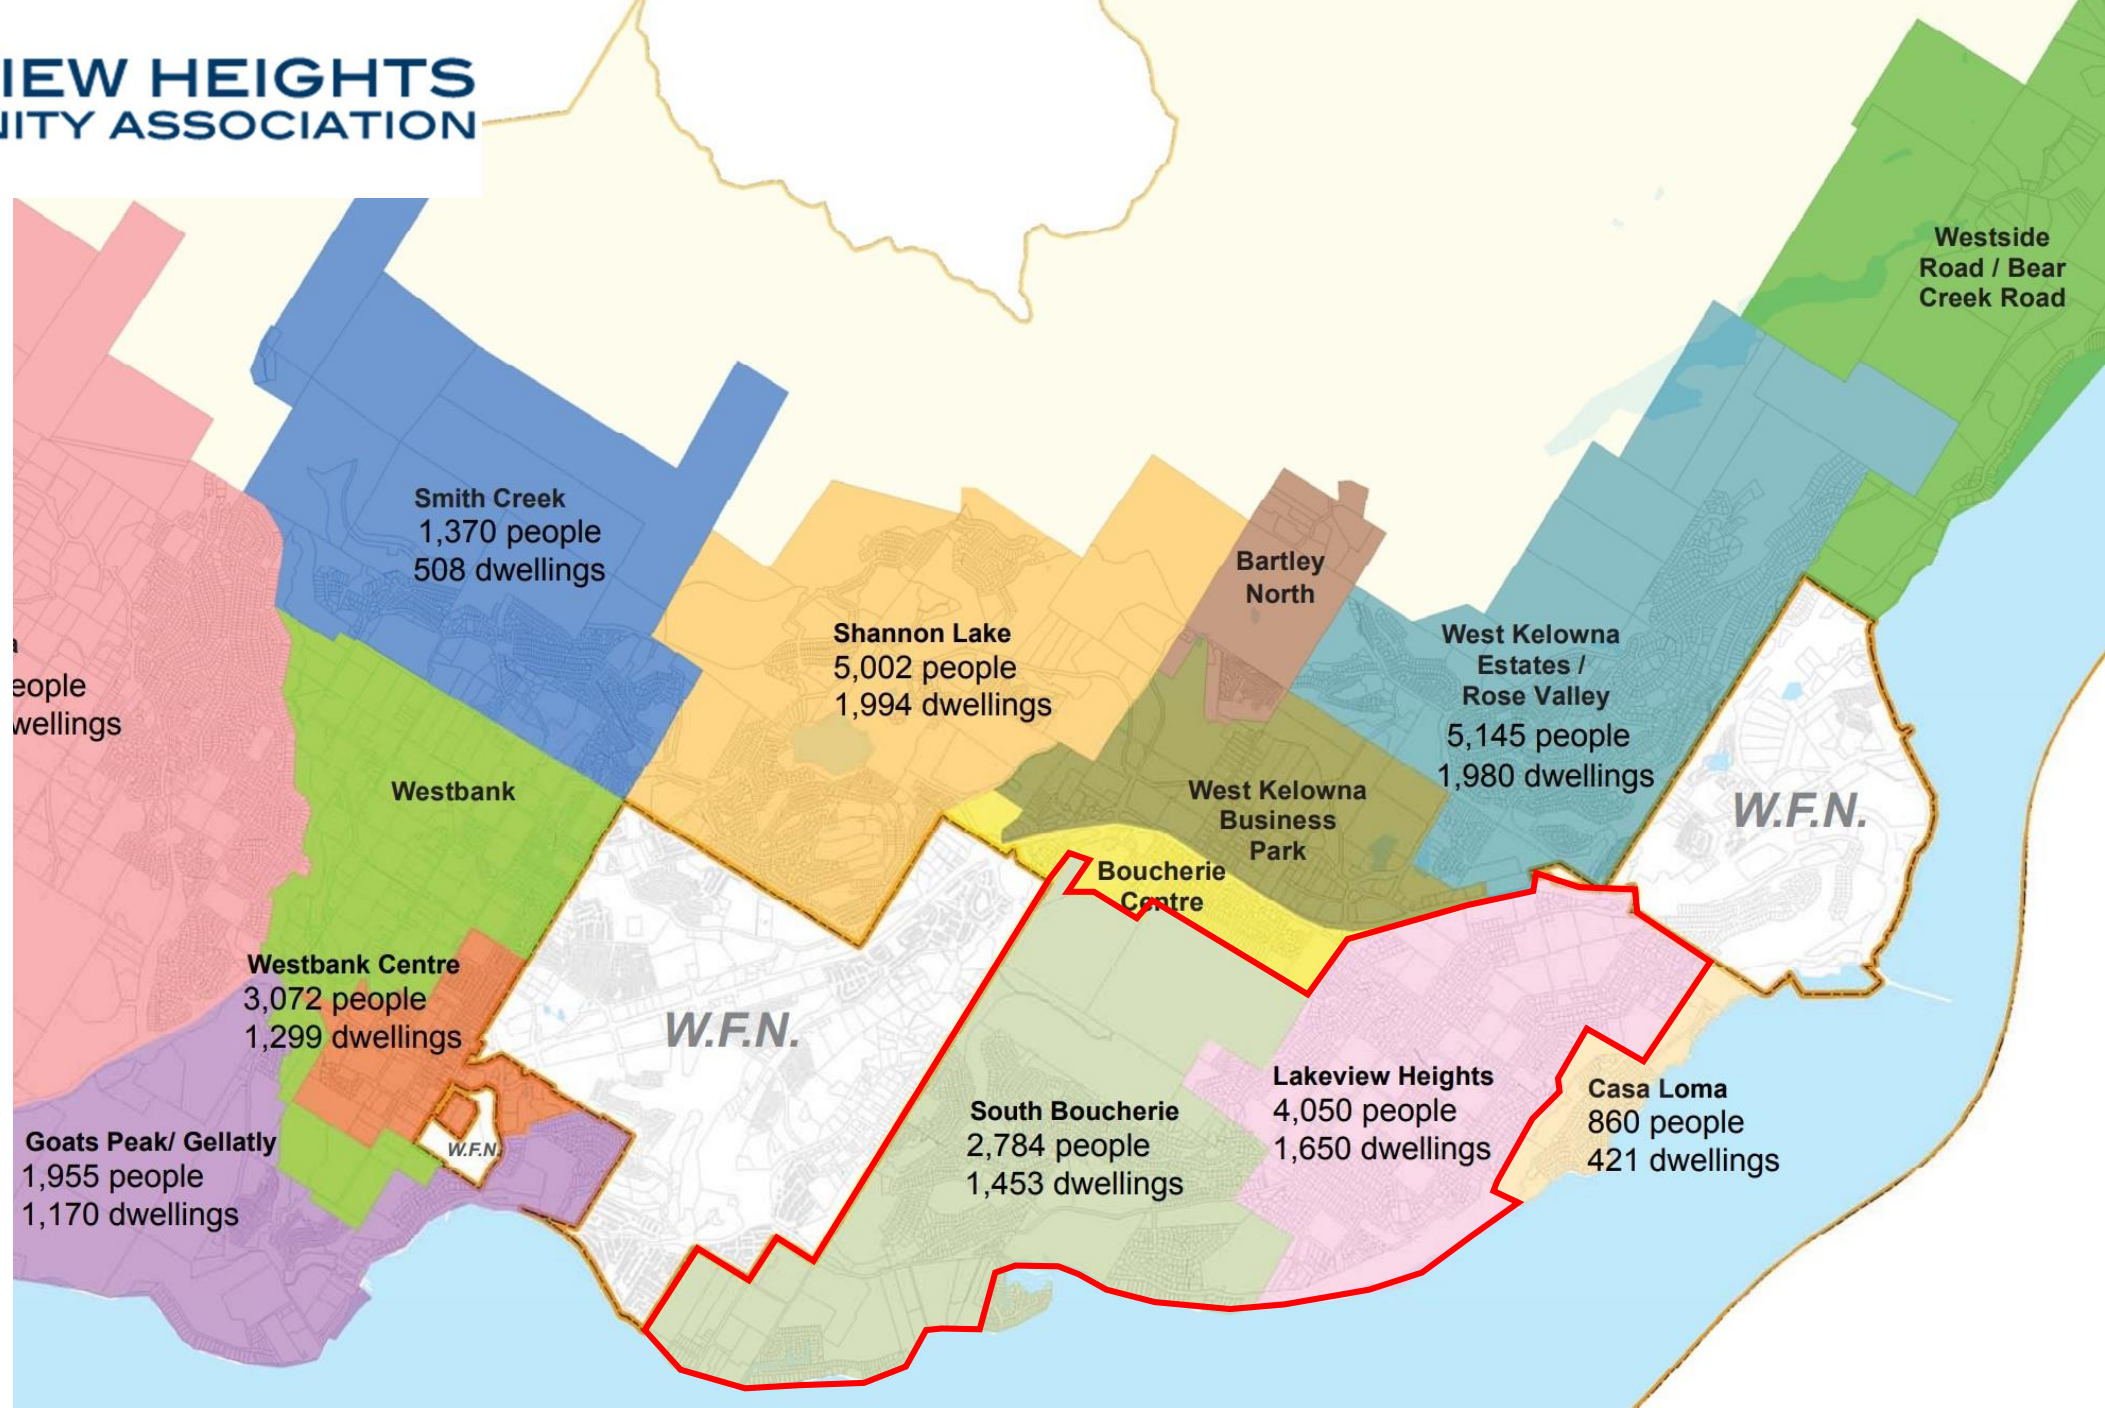 IEW HEIGHTS
NITY ASSOCIATION
Westside
Road / Bear
Creek Road
Smith Creek
1,370 people
508 dwellings
Bartley
North
Shannon Lake
5,002 people
1,994 dwellings
West Kelowna
Estates /
Rose Valley
5,145 people
1,980 dwellings
a
eople
wellings
Westbank
West Kelowna
Business
Park
W.F.N.
Boucherie
Centre
Westbank Centre
3,072 people
1,299 dwellings
W.F.N.
Lakeview Heights
4,050 people
1,650 dwellings
Casa Loma
860 people
421 dwellings
South Boucherie
2,784 people
1,453 dwellings
Goats Peak/ Gellatly
1,955 people
1,170 dwellings
W.F.N.